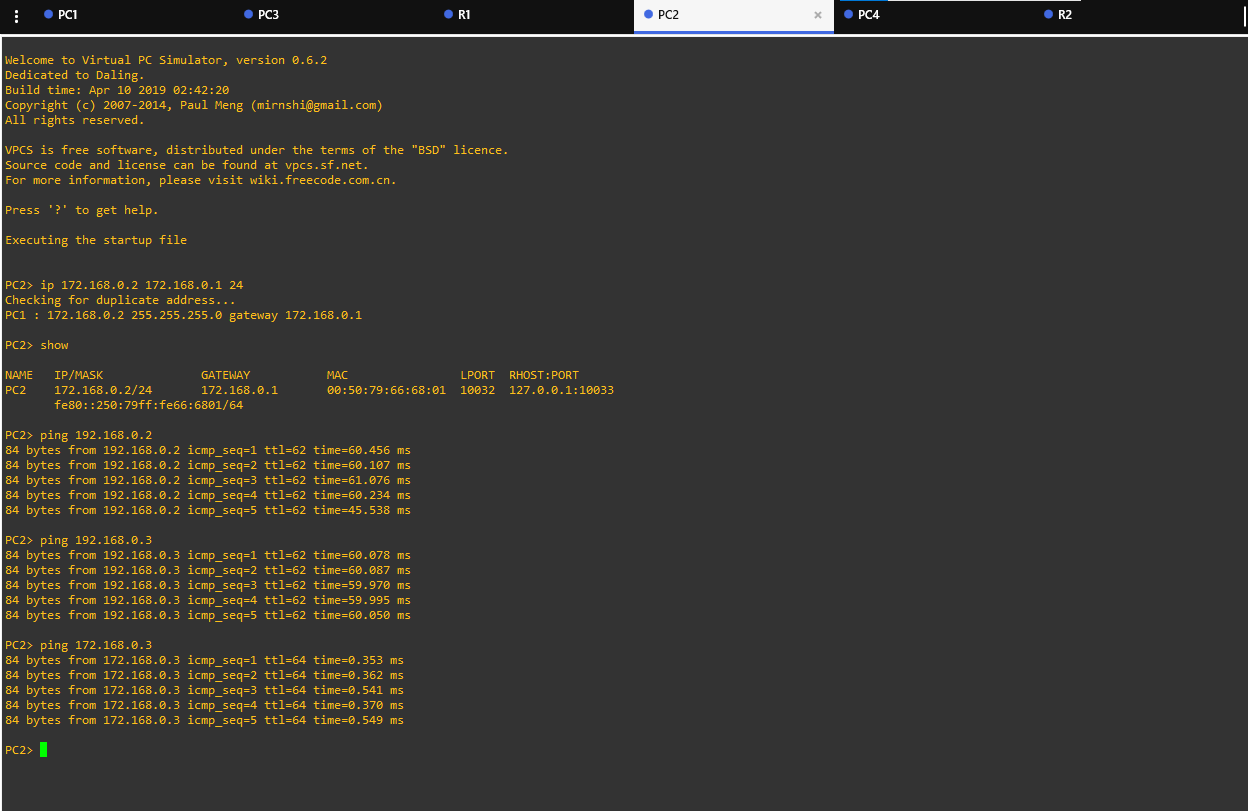 PC1 PC3 R1 PC2 × PC4 R2
Welcome to Virtual PC Simulator, version 0.6.2
Dedicated to Daling.
Build time: Apr 10 2019 02:42:20
Copyright (c) 2007-2014, Paul Meng (mirnshi@gmail.com)
All rights reserved.
VPCS is free software, distributed under the terms of the "BSD" licence.
Source code and license can be found at vpcs.sf.net.
For more information, please visit wiki.freecode.com.cn.
Press '?' to get help.
Executing the startup file
PC2> ip 172.168.0.2 172.168.0.1 24
Checking for duplicate address...
PC1 : 172.168.0.2 255.255.255.0 gateway 172.168.0.1
PC2> show
NAME   IP/MASK              GATEWAY           MAC                LPORT  RHOST:PORT
PC2    172.168.0.2/24       172.168.0.1       00:50:79:66:68:01  10032  127.0.0.1:10033
       fe80::250:79ff:fe66:6801/64
PC2> ping 192.168.0.2
84 bytes from 192.168.0.2 icmp_seq=1 ttl=62 time=60.456 ms
84 bytes from 192.168.0.2 icmp_seq=2 ttl=62 time=60.107 ms
84 bytes from 192.168.0.2 icmp_seq=3 ttl=62 time=61.076 ms
84 bytes from 192.168.0.2 icmp_seq=4 ttl=62 time=60.234 ms
84 bytes from 192.168.0.2 icmp_seq=5 ttl=62 time=45.538 ms
PC2> ping 192.168.0.3
84 bytes from 192.168.0.3 icmp_seq=1 ttl=62 time=60.078 ms
84 bytes from 192.168.0.3 icmp_seq=2 ttl=62 time=60.087 ms
84 bytes from 192.168.0.3 icmp_seq=3 ttl=62 time=59.970 ms
84 bytes from 192.168.0.3 icmp_seq=4 ttl=62 time=59.995 ms
84 bytes from 192.168.0.3 icmp_seq=5 ttl=62 time=60.050 ms
PC2> ping 172.168.0.3
84 bytes from 172.168.0.3 icmp_seq=1 ttl=64 time=0.353 ms
84 bytes from 172.168.0.3 icmp_seq=2 ttl=64 time=0.362 ms
84 bytes from 172.168.0.3 icmp_seq=3 ttl=64 time=0.541 ms
84 bytes from 172.168.0.3 icmp_seq=4 ttl=64 time=0.370 ms
84 bytes from 172.168.0.3 icmp_seq=5 ttl=64 time=0.549 ms
PC2>